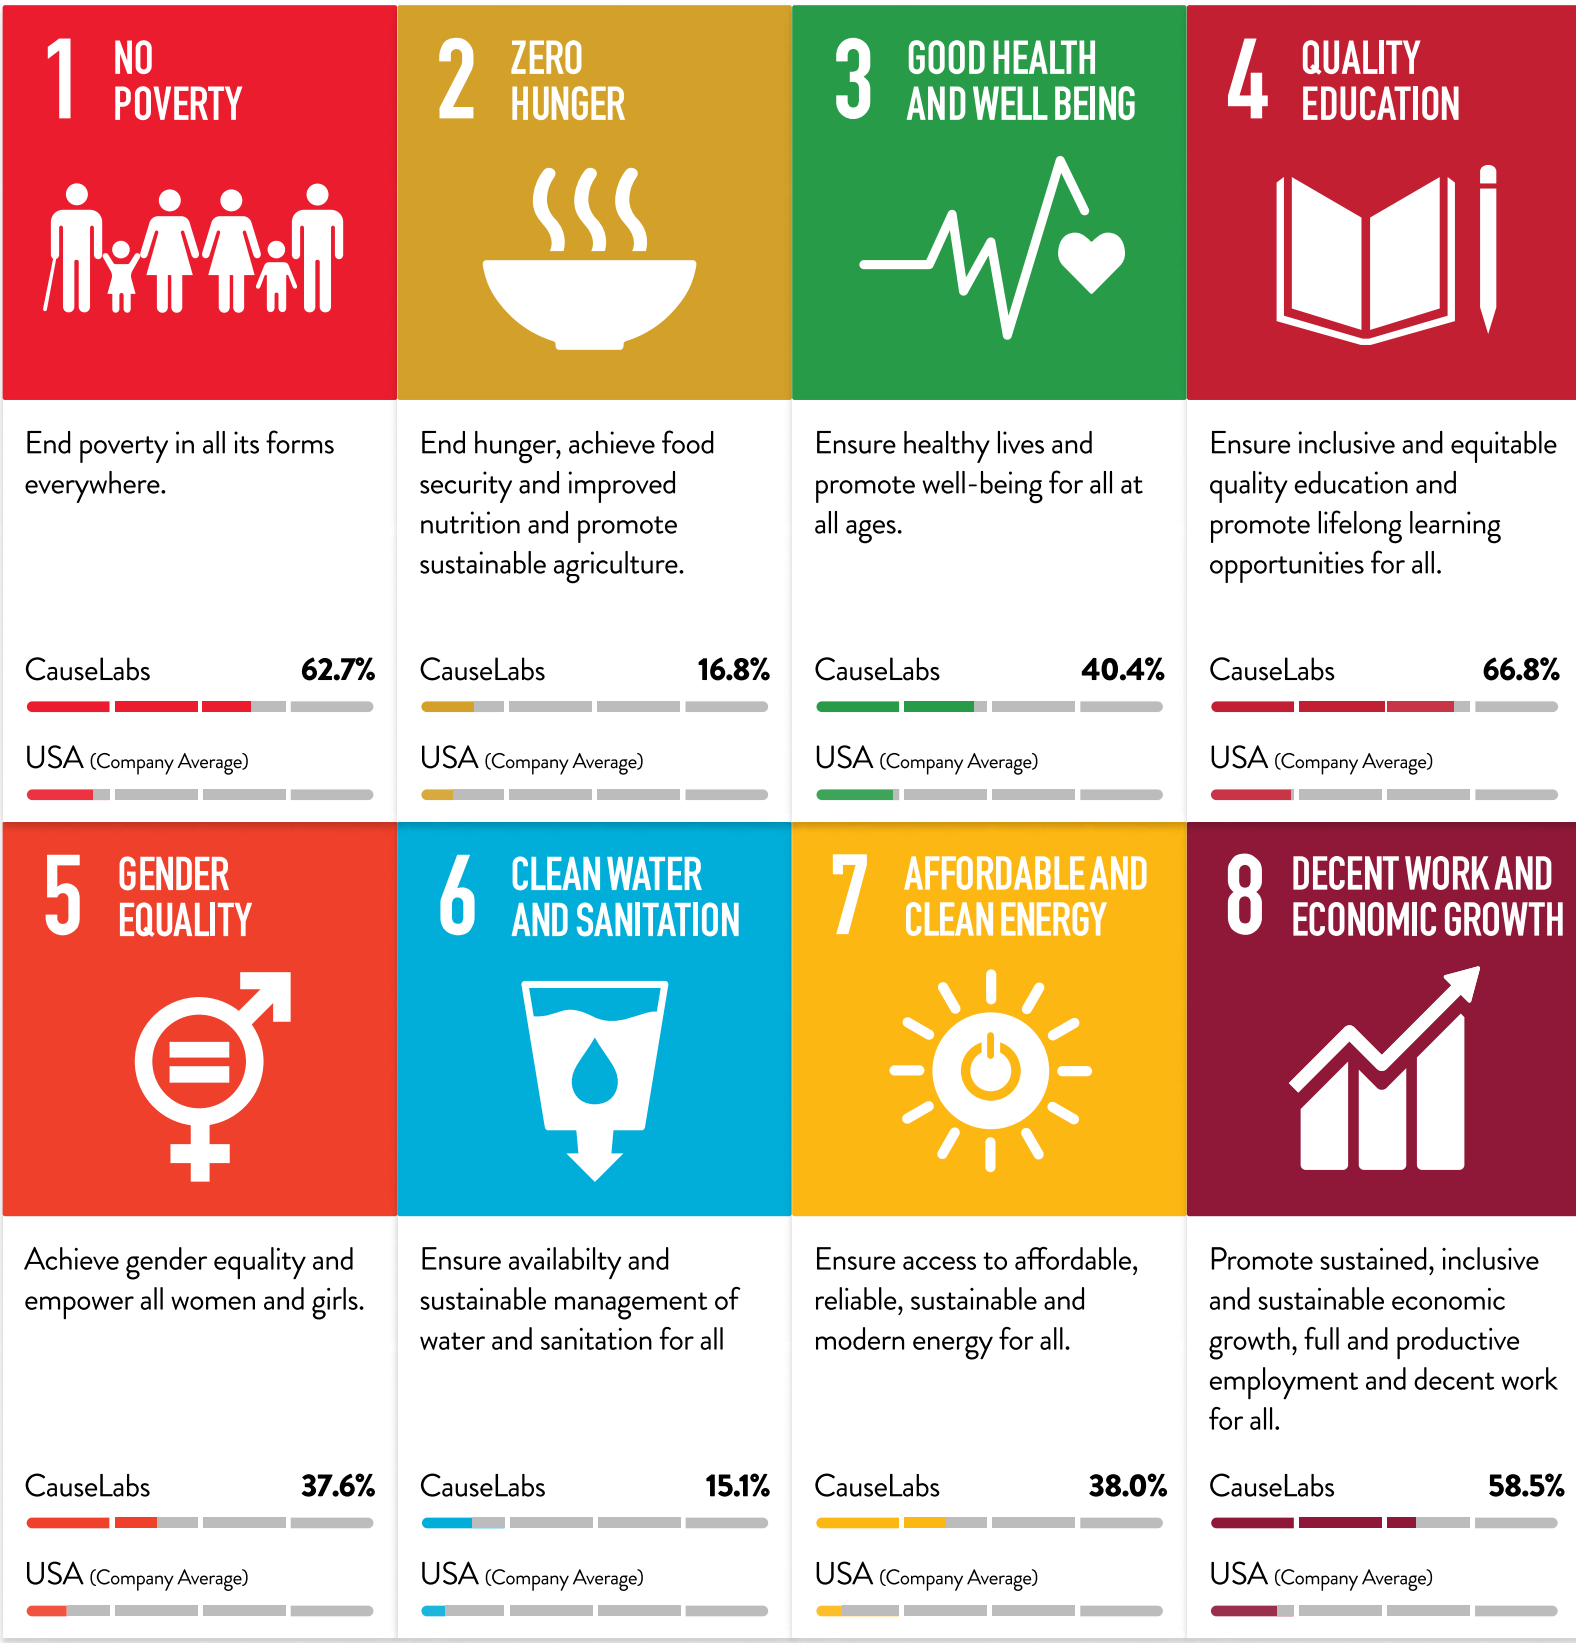 1 NO
POVERTY
End poverty in all its forms
everywhere.
CauseLabs 62.7%
USA (Company Average)
2 ZERO
HUNGER
End hunger, achieve food
security and improved
nutrition and promote
sustainable agriculture.
CauseLabs 16.8%
USA (Company Average)
3 GOOD HEALTH
AND WELL BEING
Ensure healthy lives and
promote well-being for all at
all ages.
CauseLabs 40.4%
USA (Company Average)
4 QUALITY
EDUCATION
Ensure inclusive and equitable
quality education and
promote lifelong learning
opportunities for all.
CauseLabs 66.8%
USA (Company Average)
5 GENDER
EQUALITY
Achieve gender equality and
empower all women and girls.
CauseLabs 37.6%
USA (Company Average)
6 CLEAN WATER
AND SANITATION
Ensure availabilty and
sustainable management of
water and sanitation for all
CauseLabs 15.1%
USA (Company Average)
7 AFFORDABLE AND
CLEAN ENERGY
Ensure access to affordable,
reliable, sustainable and
modern energy for all.
CauseLabs 38.0%
USA (Company Average)
8 DECENT WORK AND
ECONOMIC GROWTH
Promote sustained, inclusive
and sustainable economic
growth, full and productive
employment and decent work
for all.
CauseLabs 58.5%
USA (Company Average)